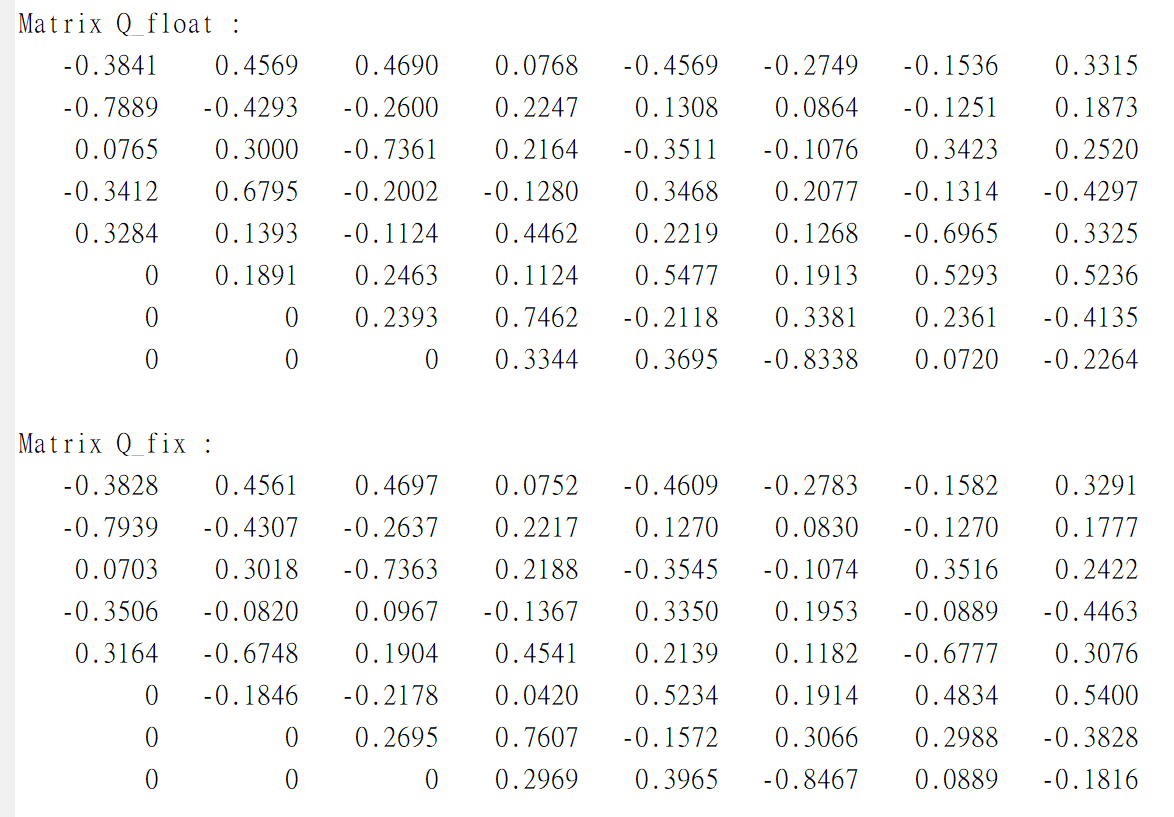 Matrix Q_float :
-0.3841 0.4569 0.4690 0.0768 -0.4569 -0.2749 -0.1536 0.3315
-0.7889 -0.4293 -0.2600 0.2247 0.1308 0.0864 -0.1251 0.1873
0.0765 0.3000 -0.7361 0.2164 -0.3511 -0.1076 0.3423 0.2520
-0.3412 0.6795 -0.2002 -0.1280 0.3468 0.2077 -0.1314 -0.4297
0.3284 0.1393 -0.1124 0.4462 0.2219 0.1268 -0.6965 0.3325
0 0.1891 0.2463 0.1124 0.5477 0.1913 0.5293 0.5236
0 0 0.2393 0.7462 -0.2118 0.3381 0.2361 -0.4135
0 0 0 0.3344 0.3695 -0.8338 0.0720 -0.2264
Matrix Q_fix :
-0.3828 0.4561 0.4697 0.0752 -0.4609 -0.2783 -0.1582 0.3291
-0.7939 -0.4307 -0.2637 0.2217 0.1270 0.0830 -0.1270 0.1777
0.0703 0.3018 -0.7363 0.2188 -0.3545 -0.1074 0.3516 0.2422
-0.3506 -0.0820 0.0967 -0.1367 0.3350 0.1953 -0.0889 -0.4463
0.3164 -0.6748 0.1904 0.4541 0.2139 0.1182 -0.6777 0.3076
0 -0.1846 -0.2178 0.0420 0.5234 0.1914 0.4834 0.5400
0 0 0.2695 0.7607 -0.1572 0.3066 0.2988 -0.3828
0 0 0 0.2969 0.3965 -0.8467 0.0889 -0.1816